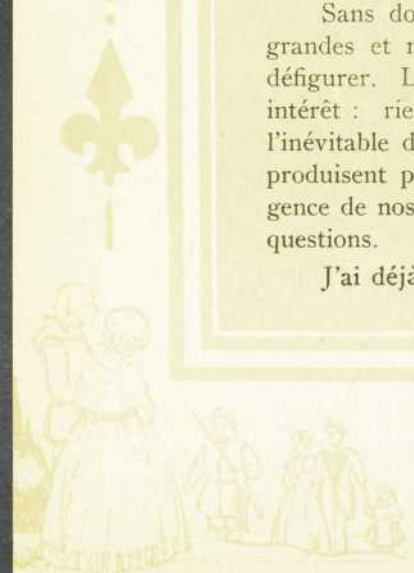 Sans do
grandes et
défigurer. L
intérêt : rie
l'inévitable d
produisent p
gence de nos
questions.
J'ai déjà